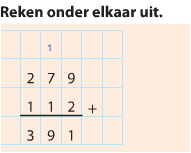 Reken onder elkaar uit.
1
2 7 9
1 1 2 +
3 9 1